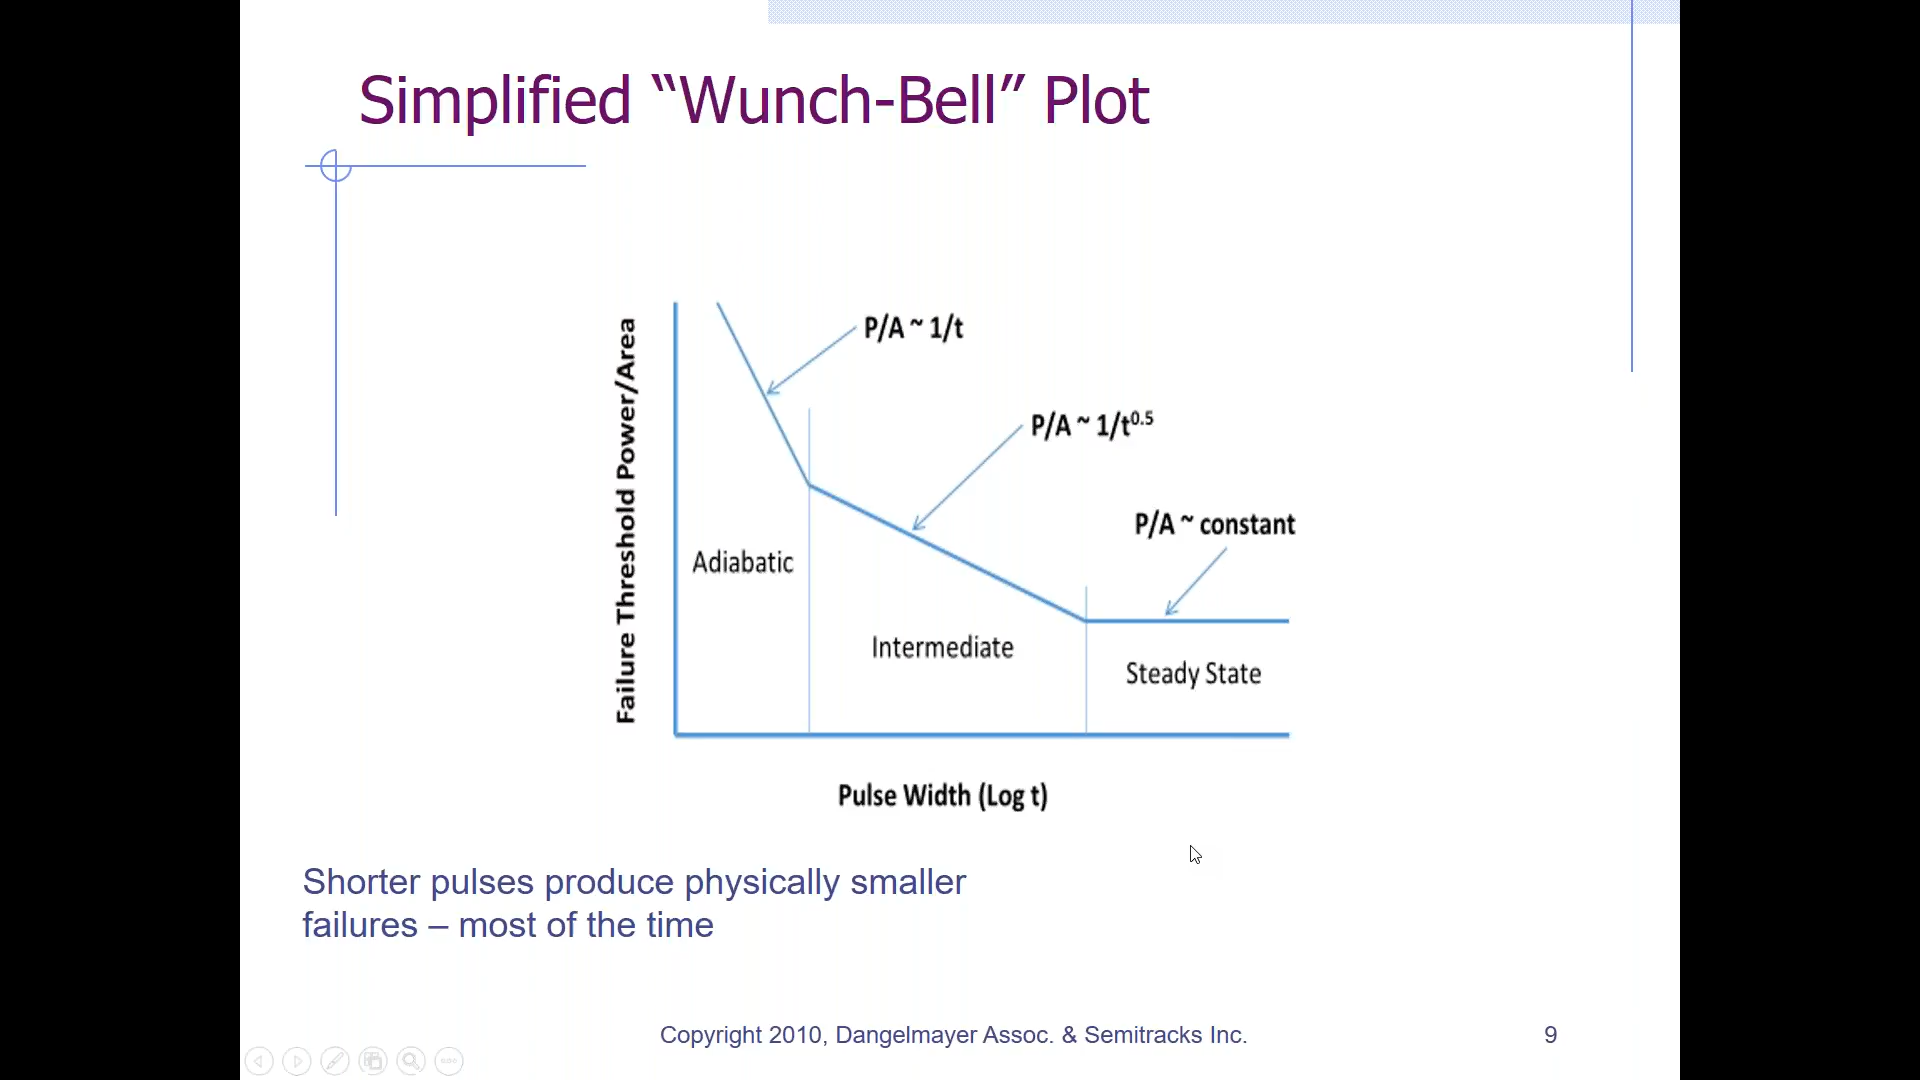 Simplified “Wunch-Bell” Plot
Failure Threshold Power/Area
P/A ~ 1/t
P/A ~ 1/t^0.5
P/A ~ constant
Adiabatic
Intermediate
Steady State
Pulse Width (Log t)
Shorter pulses produce physically smaller
failures – most of the time
Copyright 2010, Dangelmayer Assoc. & Semitracks Inc.
9